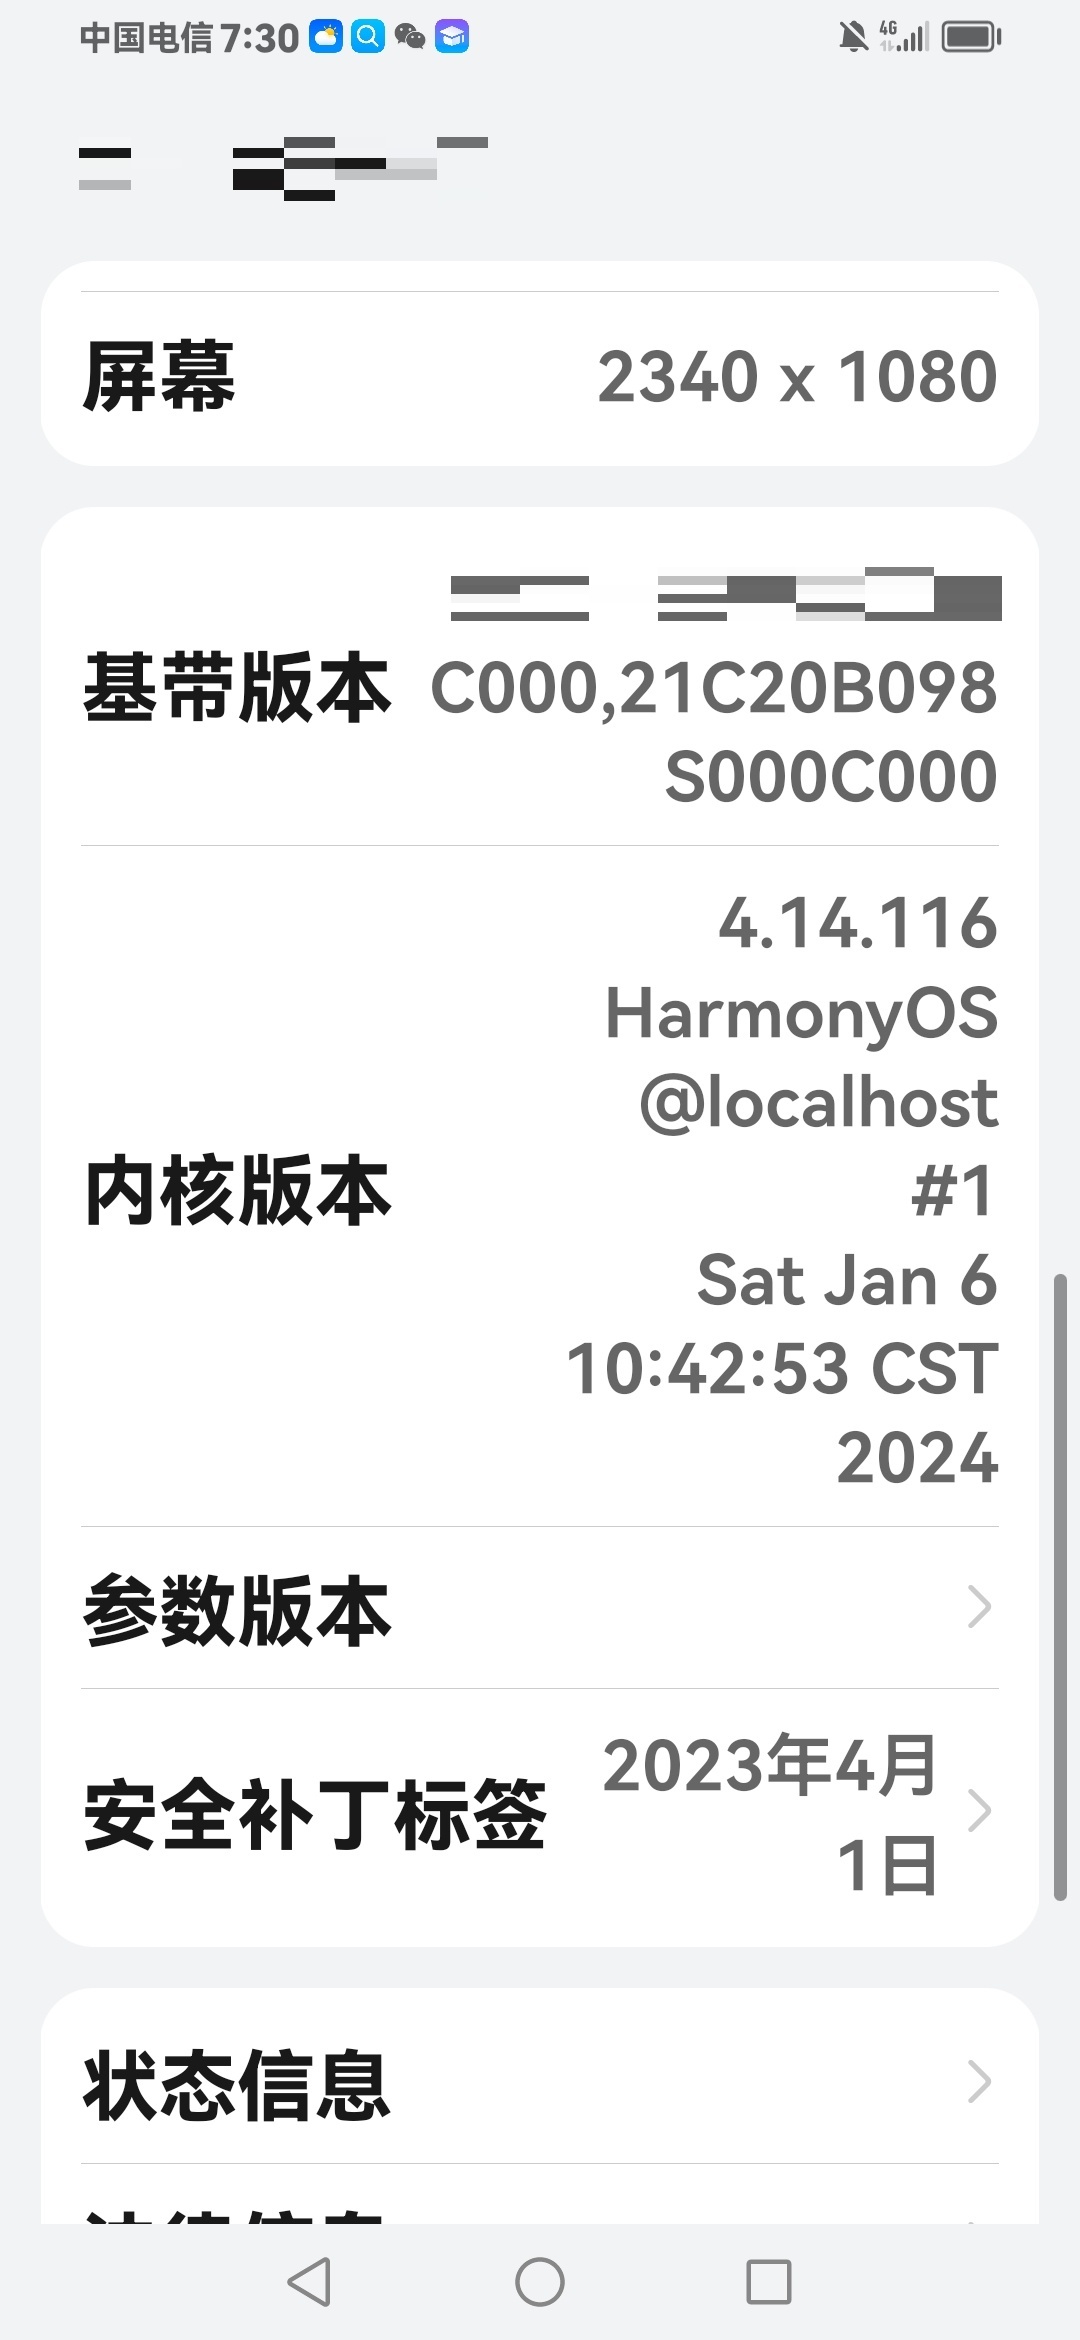 中国电信 7:30 4G
屏幕 2340 x 1080
基带版本 C000,21C20B098
S000C000
4.14.116
HarmonyOS
@localhost
内核版本 #1
Sat Jan 6
10:42:53 CST
2024
参数版本
安全补丁标签 2023年4月
1日
状态信息